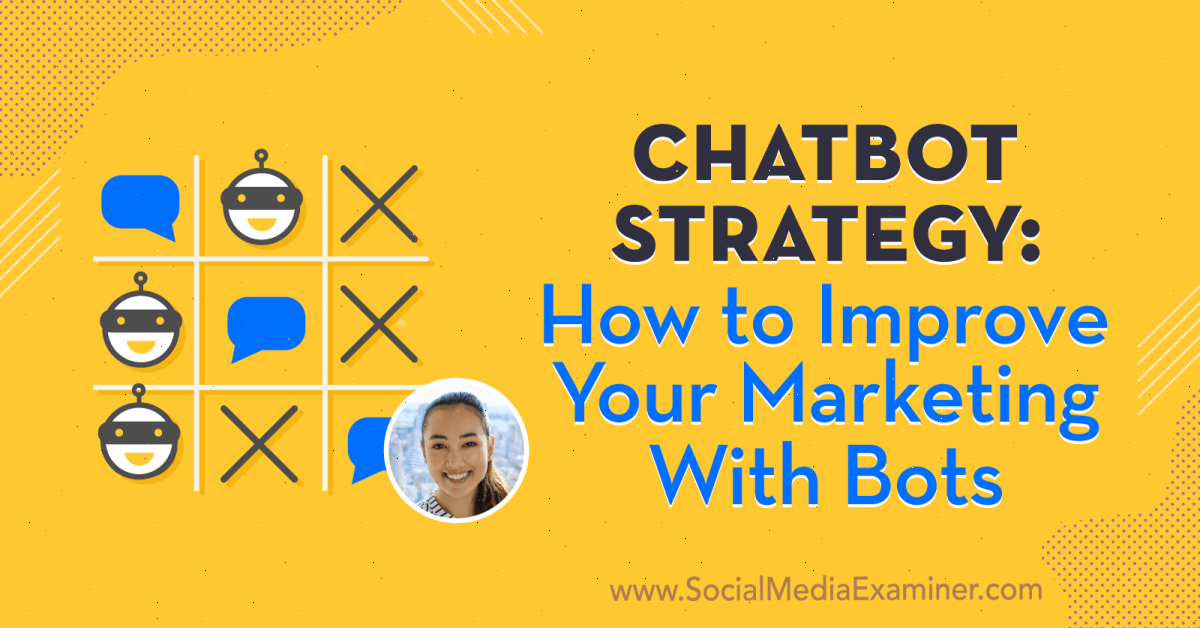 CHATBOT
STRATEGY:
How to Improve
Your Marketing
With Bots
www.SocialMediaExaminer.com